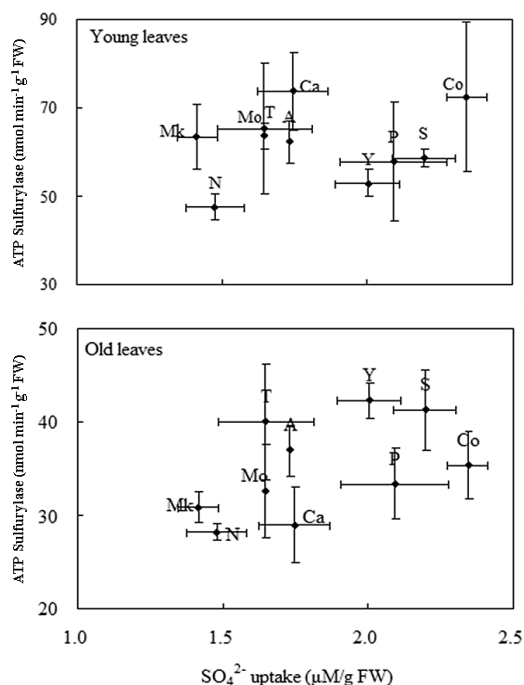 90
Young leaves
Ca
Co
70
Mo T A
Mk
P S
Y
50
N
30
ATP Sulfurylase (nmol min⁻¹ g⁻¹ FW)
50
Old leaves
Y
S
T
40
A
Co
P
Mo
30
Mk
Ca
N
20
ATP Sulfurylase (nmol min⁻¹ g⁻¹ FW)
1.0 1.5 2.0 2.5
SO₄²⁻ uptake (µM/g FW)